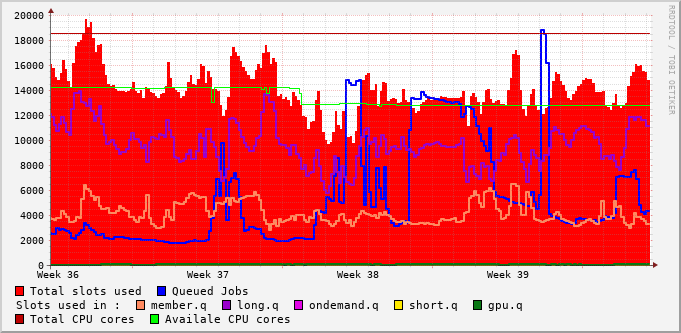 20000
18000
16000
14000
12000
10000
8000
6000
4000
2000
0
Week 36 Week 37 Week 38 Week 39
RRDTOOL / TOBI OETIKER
Total slots used Queued Jobs
Slots used in : member.q long.q ondemand.q short.q gpu.q
Total CPU cores Availale CPU cores